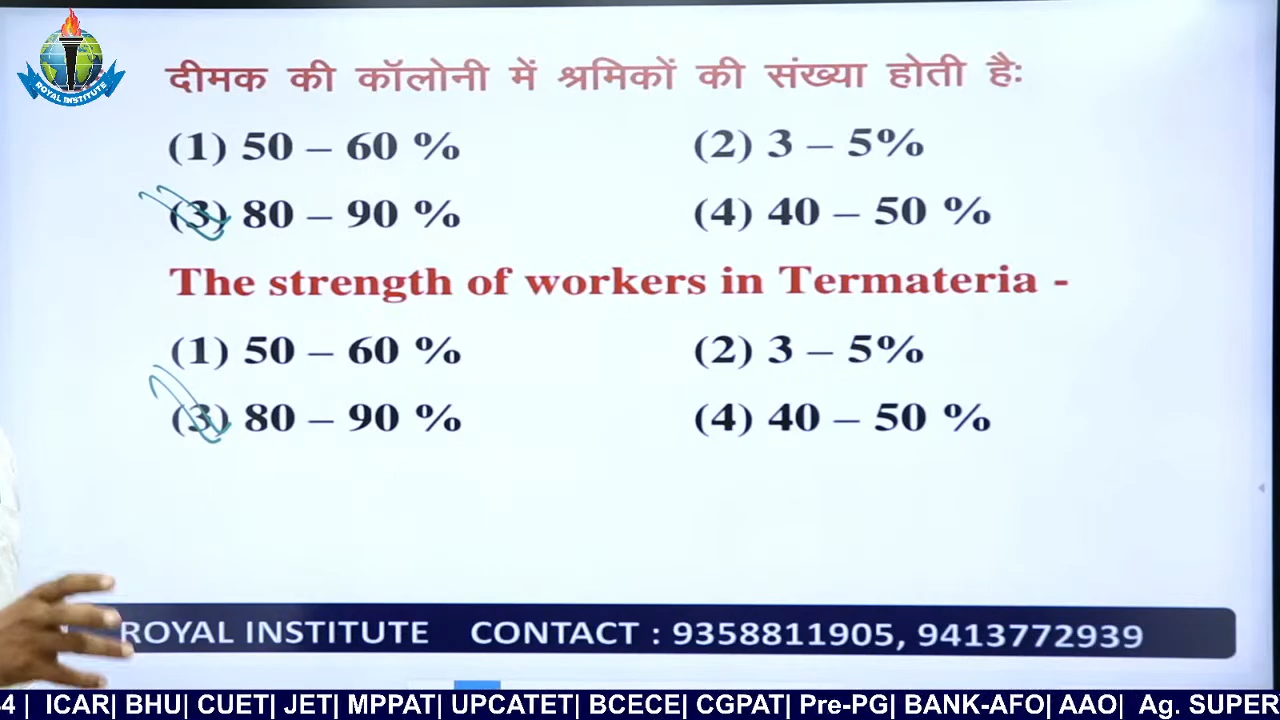 ROYAL INSTITUTE
दीमक की कॉलोनी में श्रमिकों की संख्या होती हैः
(1) 50 – 60 % (2) 3 – 5%
(3) 80 – 90 % (4) 40 – 50 %
The strength of workers in Termateria -
(1) 50 – 60 % (2) 3 – 5%
(3) 80 – 90 % (4) 40 – 50 %
ROYAL INSTITUTE CONTACT : 9358811905, 9413772939
4 | ICAR| BHU| CUET| JET| MPPAT| UPCATET| BCECE| CGPAT| Pre-PG| BANK-AFO| AAO| Ag. SUPER